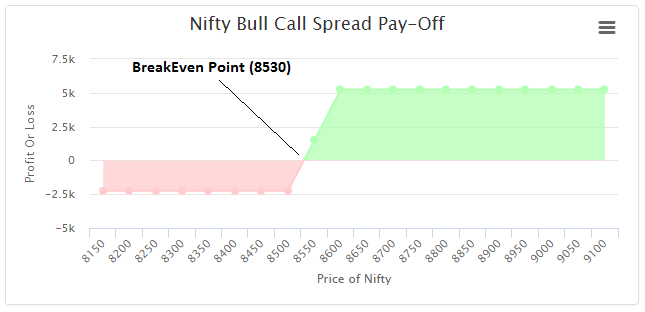 Nifty Bull Call Spread Pay-Off
7.5k
BreakEven Point (8530)
5k
2.5k
0
-2.5k
-5k
Profit Or Loss
8150 8200 8250 8300 8350 8400 8450 8500 8550 8600 8650 8700 8750 8800 8850 8900 8950 9000 9050 9100
Price of Nifty